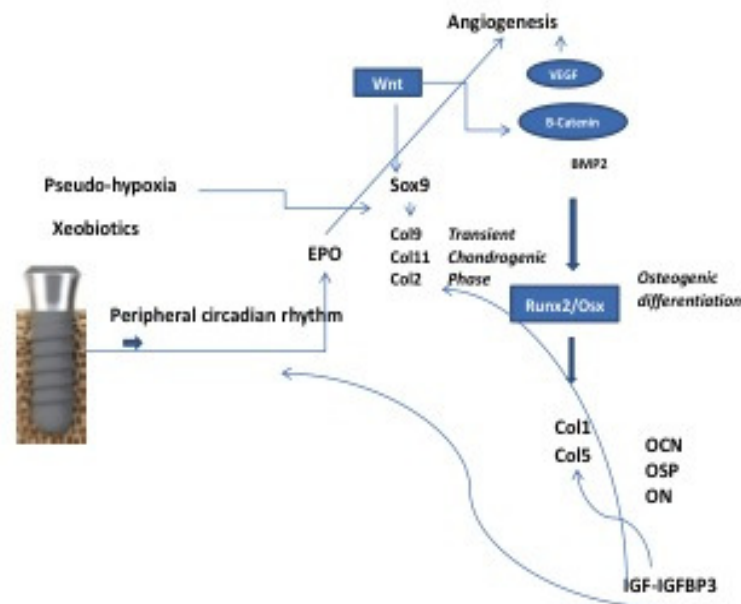 Angiogenesis
VEGF
Wnt
B-Catenin
BMP2
Pseudo-hypoxia
Sox9
Xeobiotics
EPO
Col9 Transient
Col11 Chondrogenic
Col2 Phase
Osteogenic
differentiation
Runx2/Osx
Peripheral circadian rhythm
Col1
Col5
OCN
OSP
ON
IGF-IGFBP3